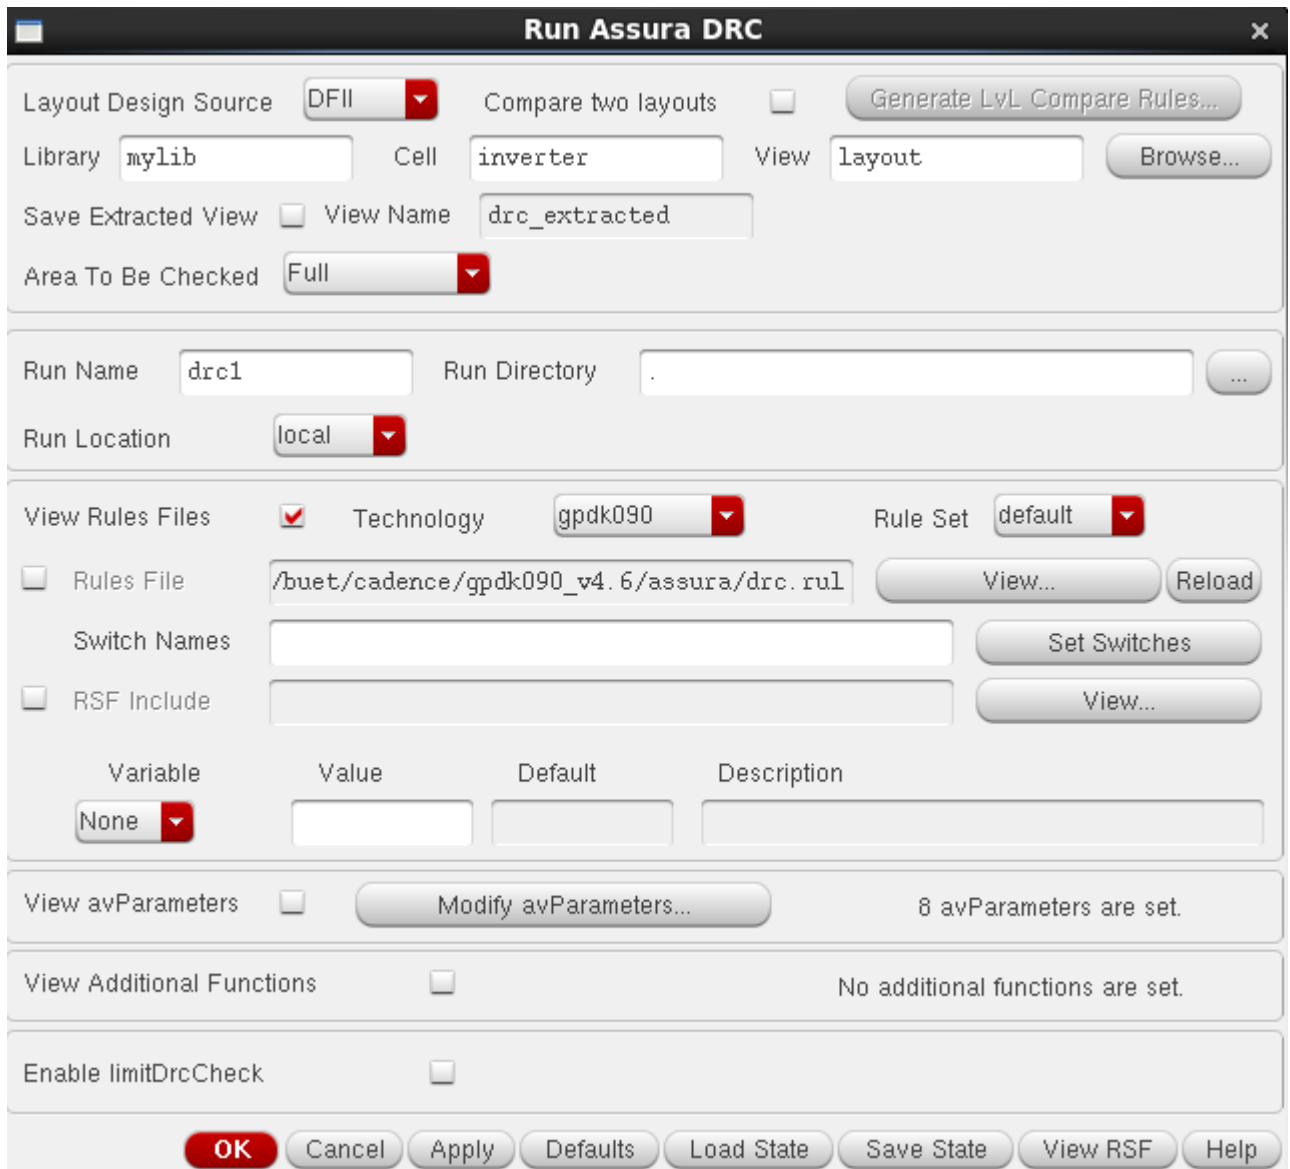 Run Assura DRC
Layout Design Source DFII Compare two layouts Generate LvL Compare Rules...
Library mylib Cell inverter View layout Browse...
Save Extracted View View Name drc_extracted
Area To Be Checked Full
Run Name drc1 Run Directory . ...
Run Location local
View Rules Files Technology gpdk090 Rule Set default
Rules File /buet/cadence/gpdk090_v4.6/assura/drc.rul View... Reload
Switch Names Set Switches
RSF Include View...
Variable Value Default Description
None
View avParameters Modify avParameters... 8 avParameters are set.
View Additional Functions No additional functions are set.
Enable limitDrcCheck
OK Cancel Apply Defaults Load State Save State View RSF Help